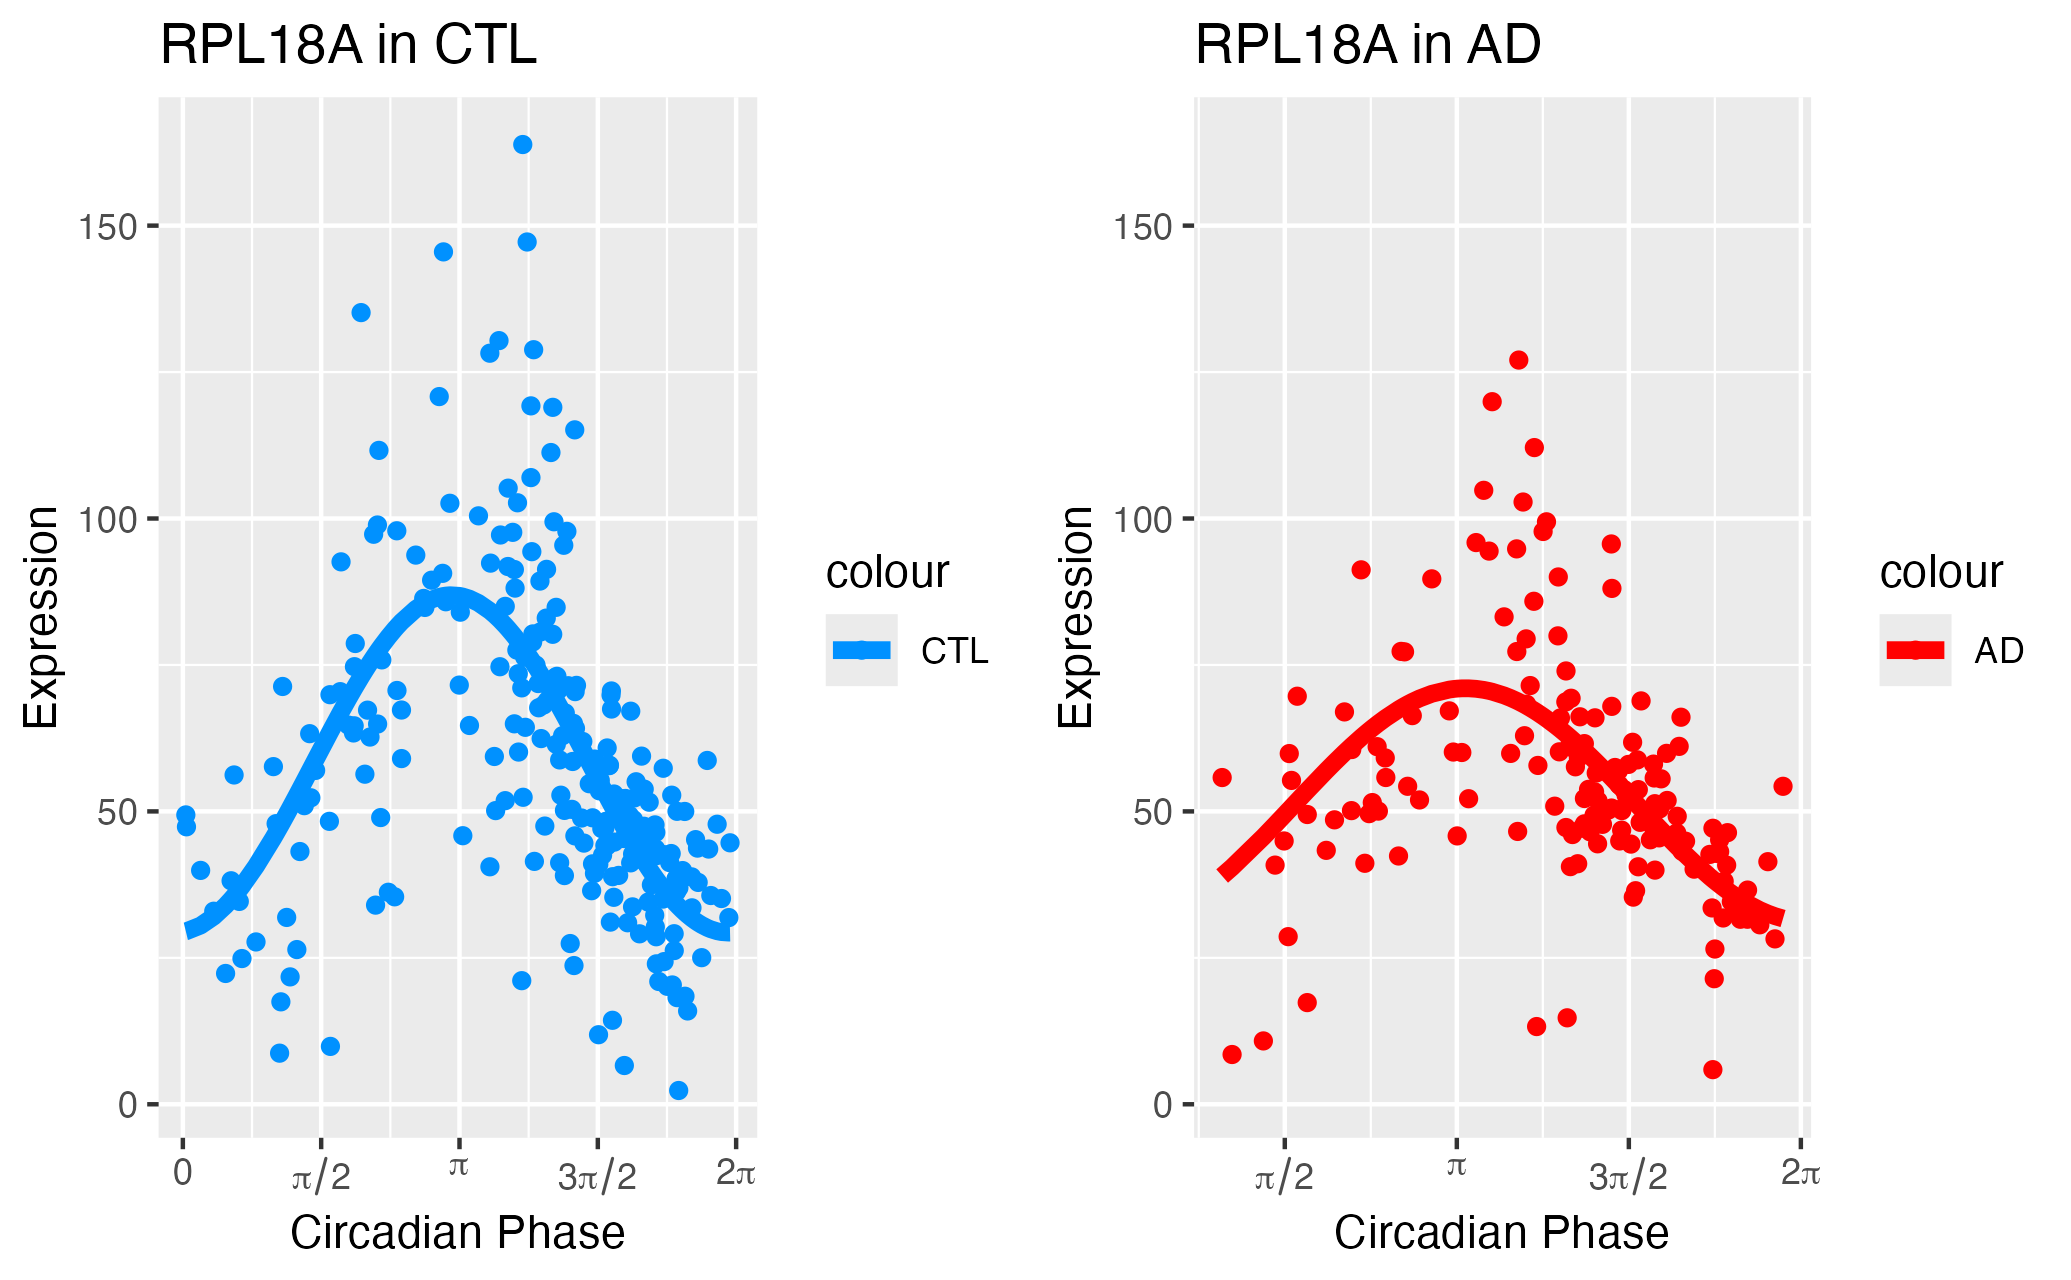 RPL18A in CTL
150
100
50
0
Expression
0 π/2 π 3π/2 2π
Circadian Phase
colour
CTL
RPL18A in AD
150
100
50
0
Expression
π/2 π 3π/2 2π
Circadian Phase
colour
AD